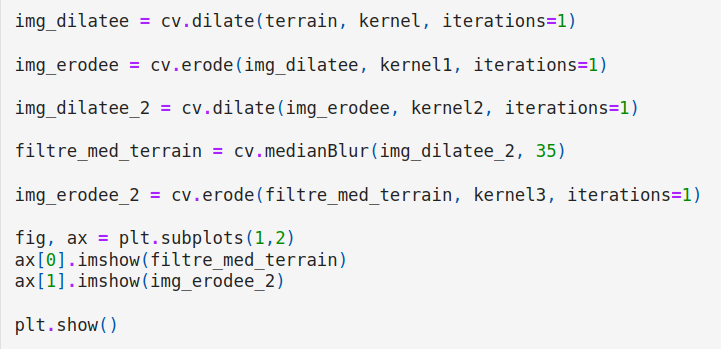 img_dilatee = cv.dilate(terrain, kernel, iterations=1)
img_erodee = cv.erode(img_dilatee, kernel1, iterations=1)
img_dilatee_2 = cv.dilate(img_erodee, kernel2, iterations=1)
filtre_med_terrain = cv.medianBlur(img_dilatee_2, 35)
img_erodee_2 = cv.erode(filtre_med_terrain, kernel3, iterations=1)
fig, ax = plt.subplots(1,2)
ax[0].imshow(filtre_med_terrain)
ax[1].imshow(img_erodee_2)
plt.show()